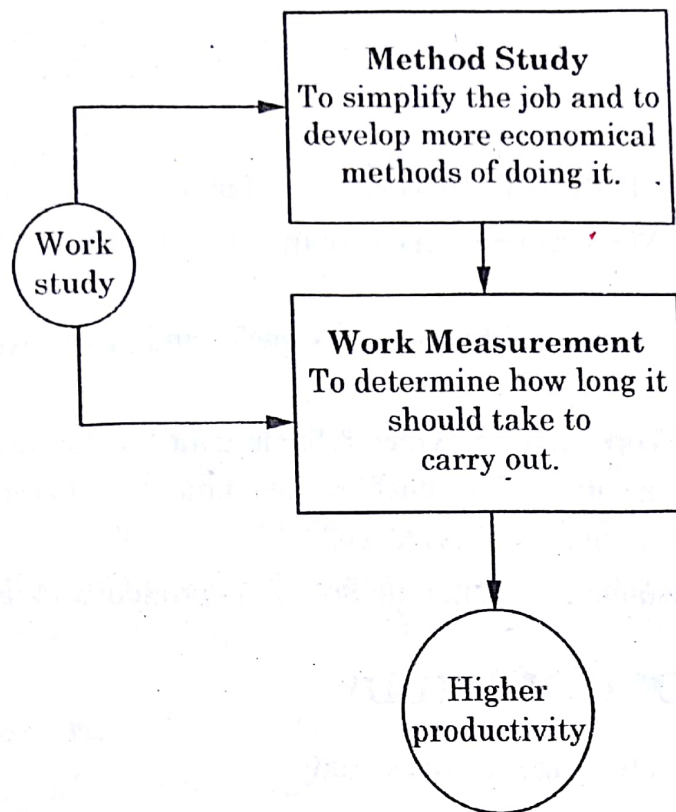 Method Study
To simplify the job and to
develop more economical
methods of doing it.
Work
study
Work Measurement
To determine how long it
should take to
carry out.
Higher
productivity